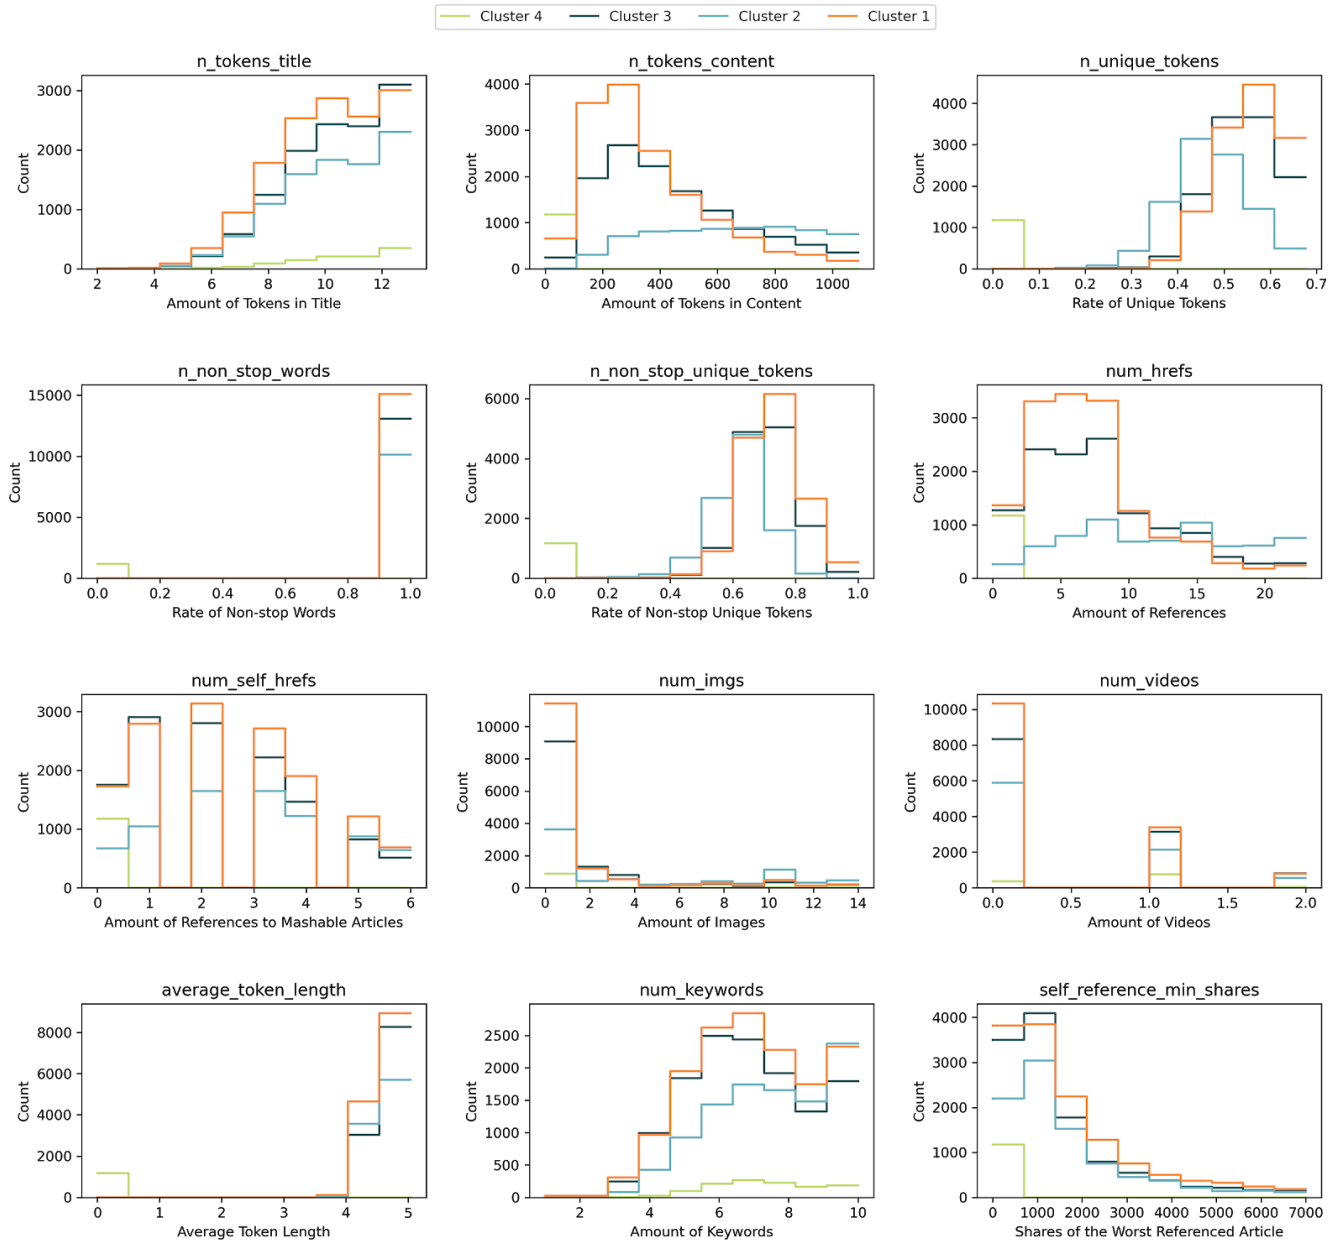 Cluster 4 Cluster 3 Cluster 2 Cluster 1
n_tokens_title
Count
3000
2000
1000
0
2 4 6 8 10 12
Amount of Tokens in Title
n_tokens_content
Count
4000
3000
2000
1000
0
0 200 400 600 800 1000
Amount of Tokens in Content
n_unique_tokens
Count
4000
3000
2000
1000
0
0.0 0.1 0.2 0.3 0.4 0.5 0.6 0.7
Rate of Unique Tokens
n_non_stop_words
Count
15000
10000
5000
0
0.0 0.2 0.4 0.6 0.8 1.0
Rate of Non-stop Words
n_non_stop_unique_tokens
Count
6000
4000
2000
0
0.0 0.2 0.4 0.6 0.8 1.0
Rate of Non-stop Unique Tokens
num_hrefs
Count
3000
2000
1000
0
0 5 10 15 20
Amount of References
num_self_hrefs
Count
3000
2000
1000
0
0 1 2 3 4 5 6
Amount of References to Mashable Articles
num_imgs
Count
10000
8000
6000
4000
2000
0
0 2 4 6 8 10 12 14
Amount of Images
num_videos
Count
10000
8000
6000
4000
2000
0
0.0 0.5 1.0 1.5 2.0
Amount of Videos
average_token_length
Count
8000
6000
4000
2000
0
0 1 2 3 4 5
Average Token Length
num_keywords
Count
2500
2000
1500
1000
500
0
2 4 6 8 10
Amount of Keywords
self_reference_min_shares
Count
4000
3000
2000
1000
0
0 1000 2000 3000 4000 5000 6000 7000
Shares of the Worst Referenced Article